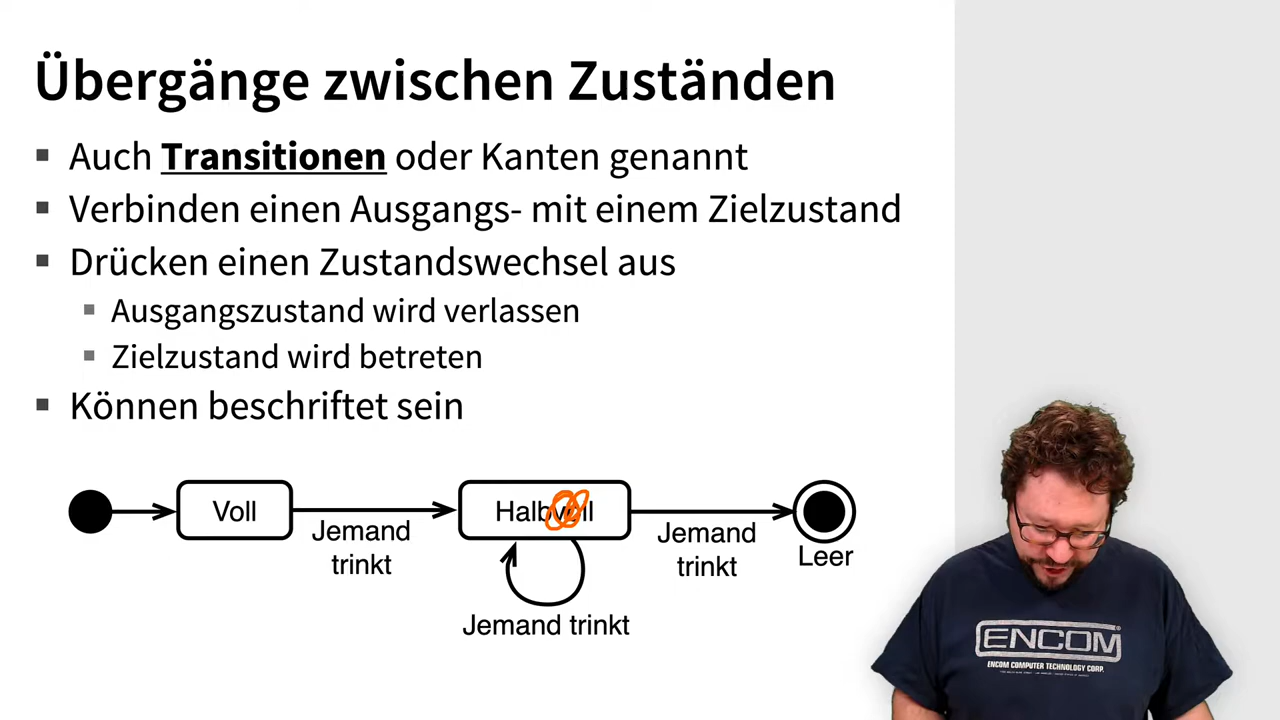 Übergänge zwischen Zuständen
▪ Auch Transitionen oder Kanten genannt
▪ Verbinden einen Ausgangs- mit einem Zielzustand
▪ Drücken einen Zustandswechsel aus
▪ Ausgangszustand wird verlassen
▪ Zielzustand wird betreten
▪ Können beschriftet sein
Voll
Jemand
trinkt
Halbvoll
Jemand trinkt
Jemand
trinkt
Leer
ENCOM
ENCOM COMPUTER TECHNOLOGY CORP.